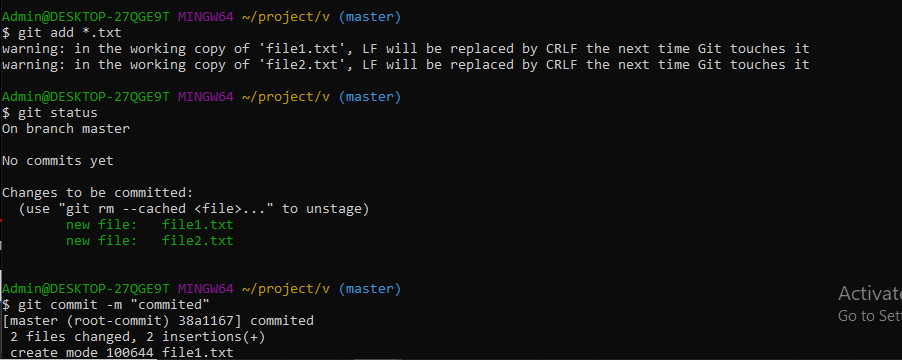 Admin@DESKTOP-27QGE9T MINGW64 ~/project/v (master)
$ git add *.txt
warning: in the working copy of 'file1.txt', LF will be replaced by CRLF the next time Git touches it
warning: in the working copy of 'file2.txt', LF will be replaced by CRLF the next time Git touches it
Admin@DESKTOP-27QGE9T MINGW64 ~/project/v (master)
$ git status
On branch master
No commits yet
Changes to be committed:
(use "git rm --cached <file>..." to unstage)
new file:   file1.txt
new file:   file2.txt
Admin@DESKTOP-27QGE9T MINGW64 ~/project/v (master)
$ git commit -m "commited"
[master (root-commit) 38a1167] commited
2 files changed, 2 insertions(+)
create mode 100644 file1.txt
Activate
Go to Sett